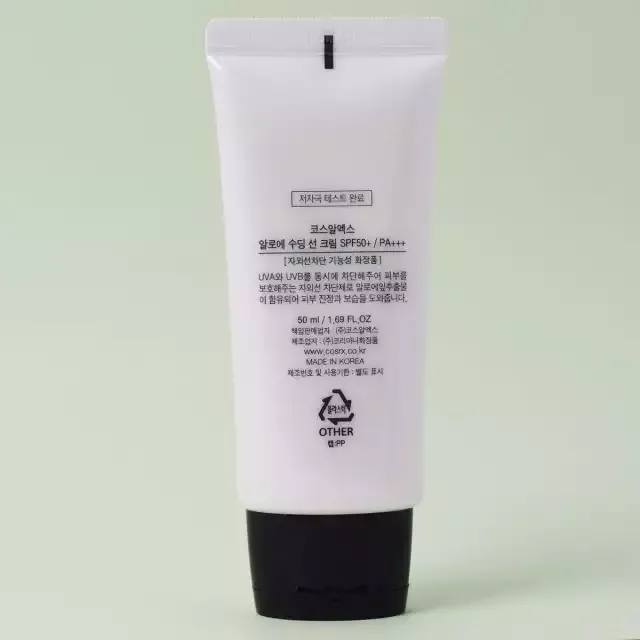 저자극 테스트 완료
코스알엑스
알로에 수딩 선 크림 SPF50+ / PA+++
[ 자외선차단 기능성 화장품 ]
UVA와 UVB를 동시에 차단해주어 피부를
보호해주는 자외선 차단제로 알로에잎추출물
이 함유되어 피부 진정과 보습을 도와줍니다.
50 ml / 1.69 FL.OZ
책임판매업자 : (주)코스알엑스
제조업자 : (주)코리아나화장품
www.cosrx.co.kr
MADE IN KOREA
제조번호 및 사용기한 : 별도 표시
플라스틱
OTHER
캡:PP